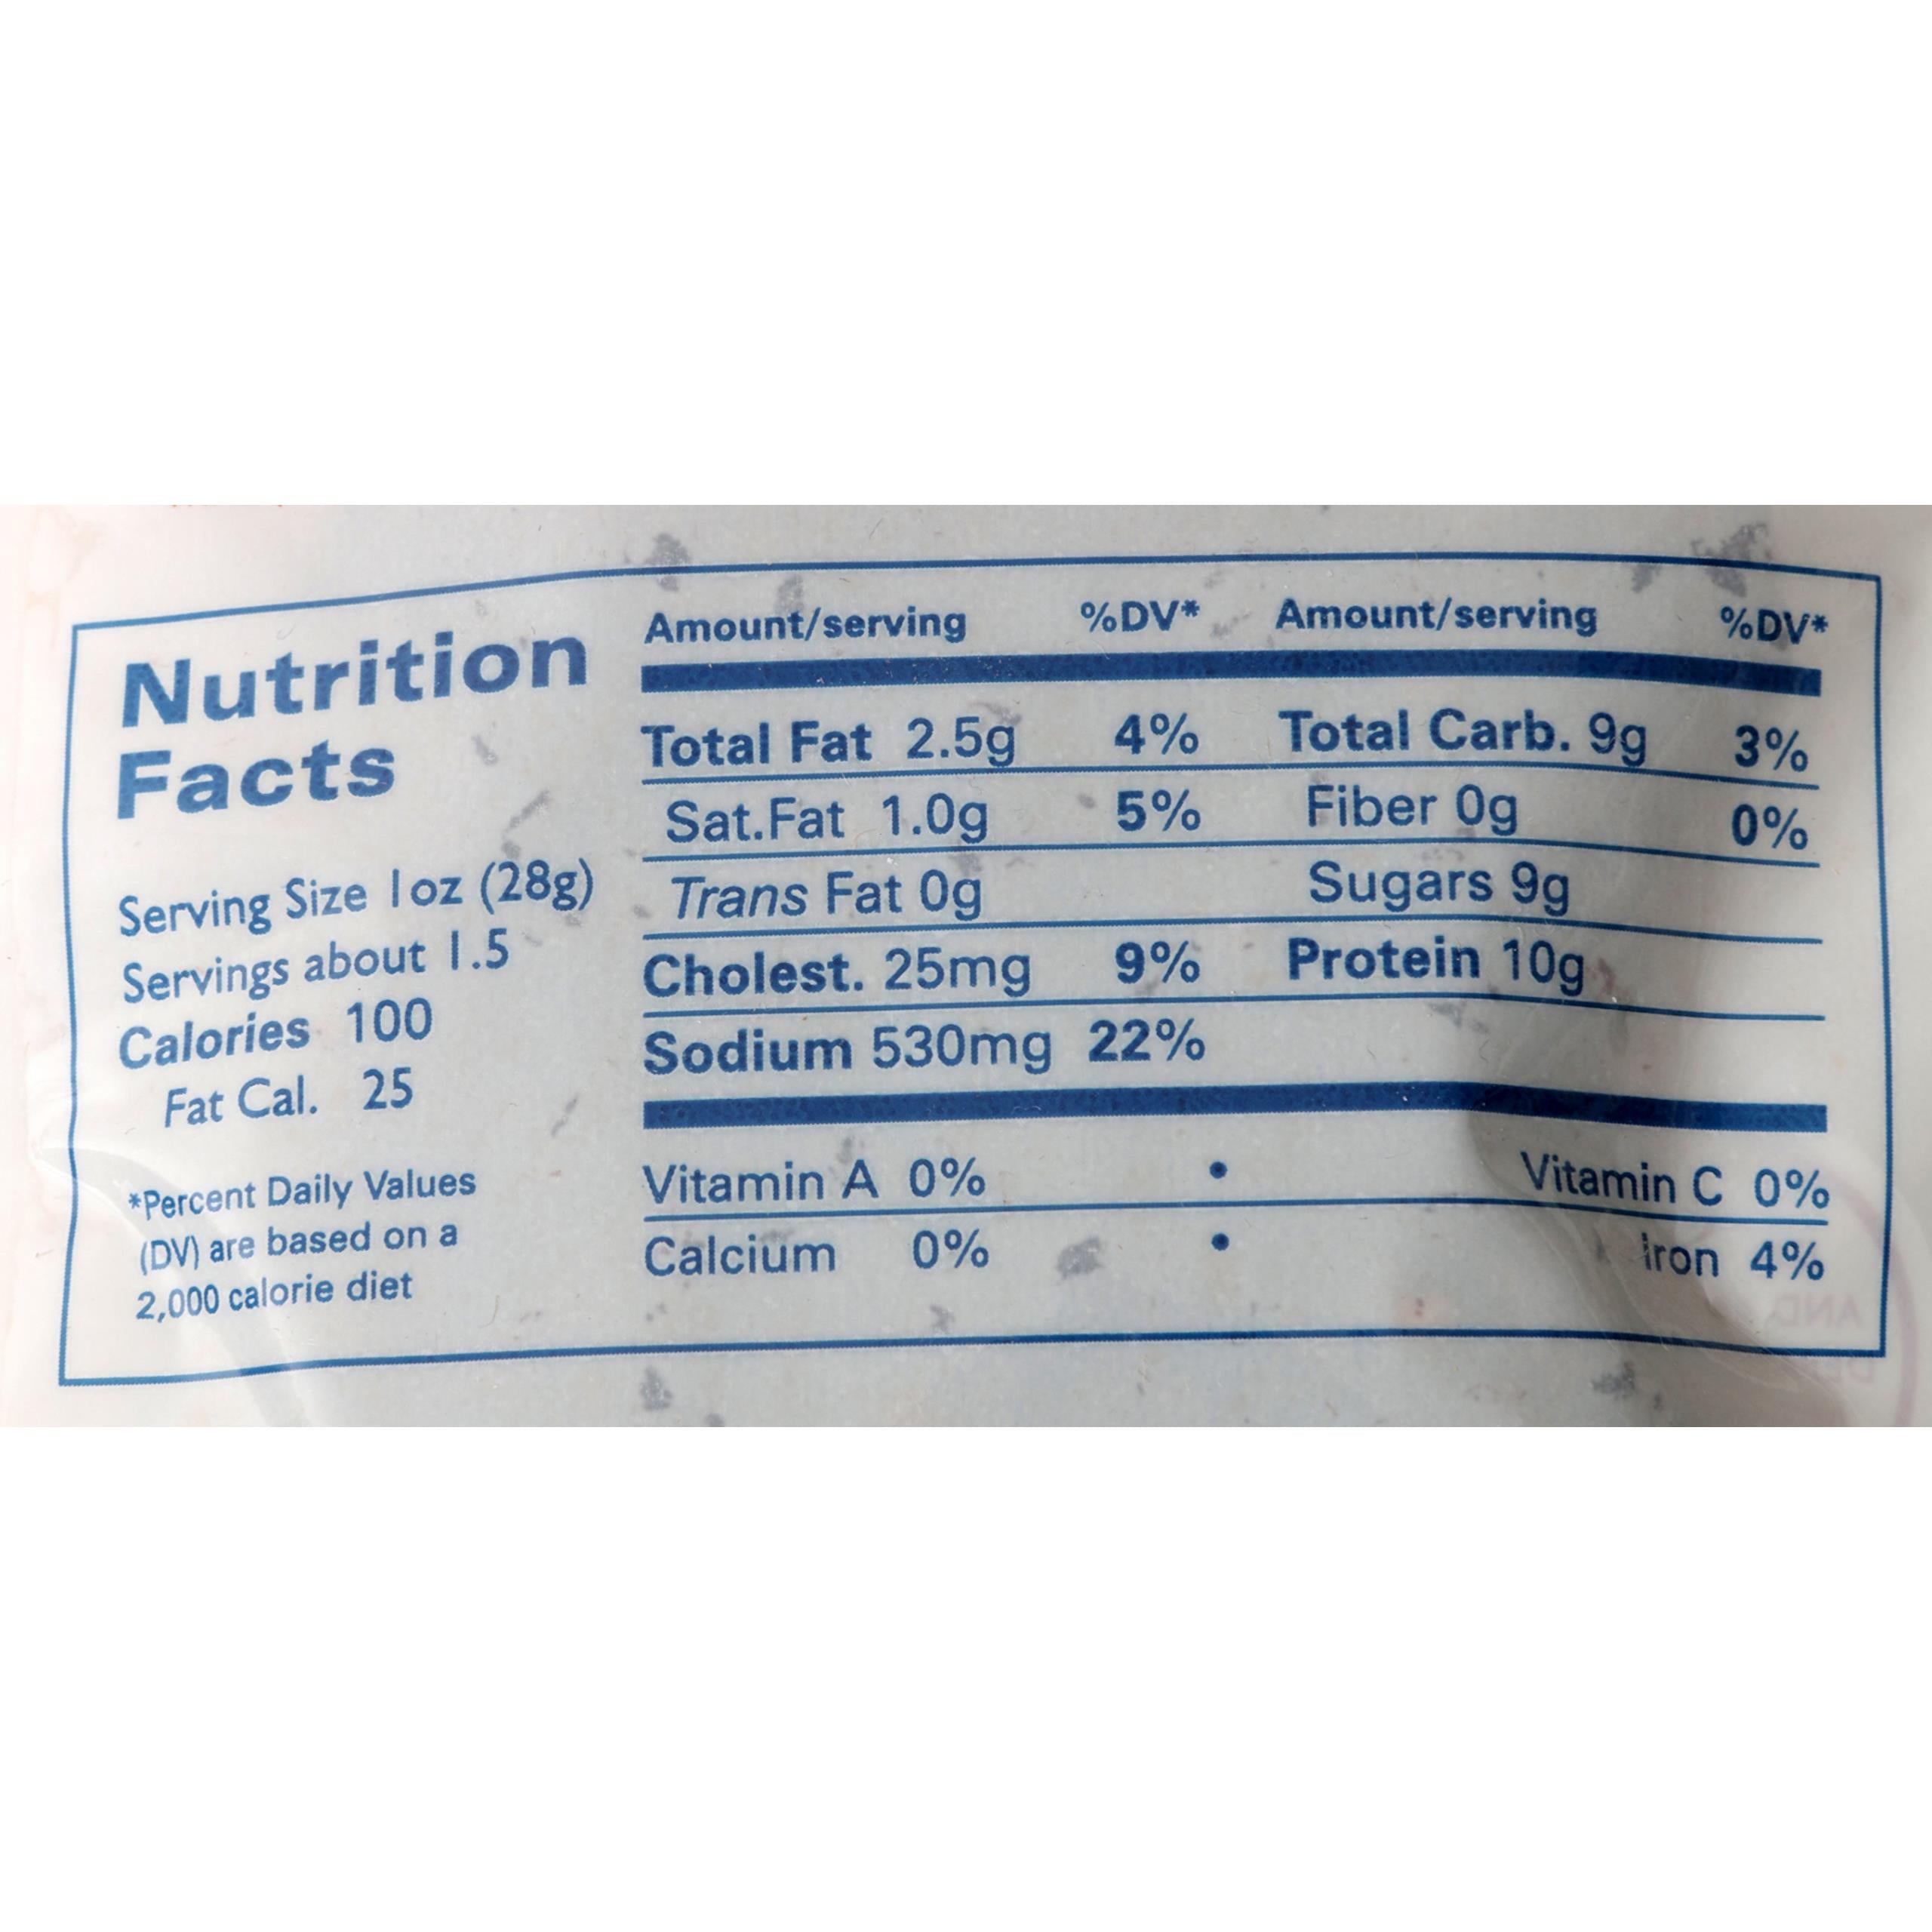 Nutrition
Facts
Serving Size 1oz (28g)
Servings about 1.5
Calories 100
Fat Cal. 25
*Percent Daily Values
(DV) are based on a
2,000 calorie diet
Amount/serving %DV* Amount/serving %DV*
Total Fat 2.5g 4% Total Carb. 9g 3%
Sat.Fat 1.0g 5% Fiber 0g 0%
Trans Fat 0g Sugars 9g
Cholest. 25mg 9% Protein 10g
Sodium 530mg 22%
Vitamin A 0% • Vitamin C 0%
Calcium 0% • Iron 4%